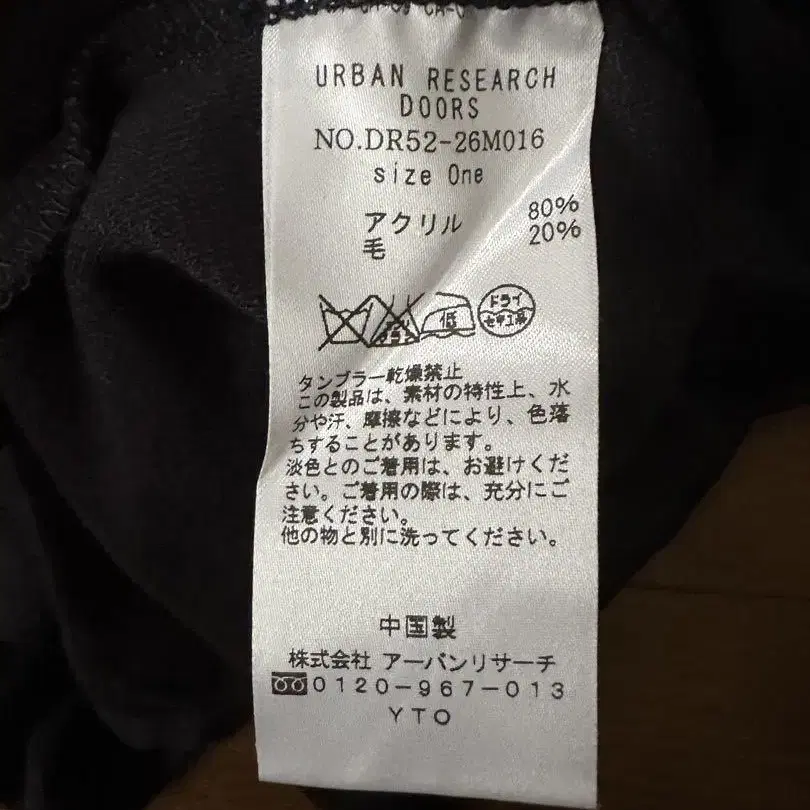 URBAN RESEARCH
DOORS
NO.DR52-26M016
size One
アクリル 80%
毛 20%
低 ドライ
セキユ系
タンブラー乾燥禁止
この製品は、素材の特性上、水
分や汗、摩擦などにより、色落
ちすることがあります。
淡色とのご着用は、お避けくだ
さい。ご着用の際は、充分にご
注意ください。
他の物と別に洗ってください。
中国製
株式会社 アーバンリサーチ
0120-967-013
YTO